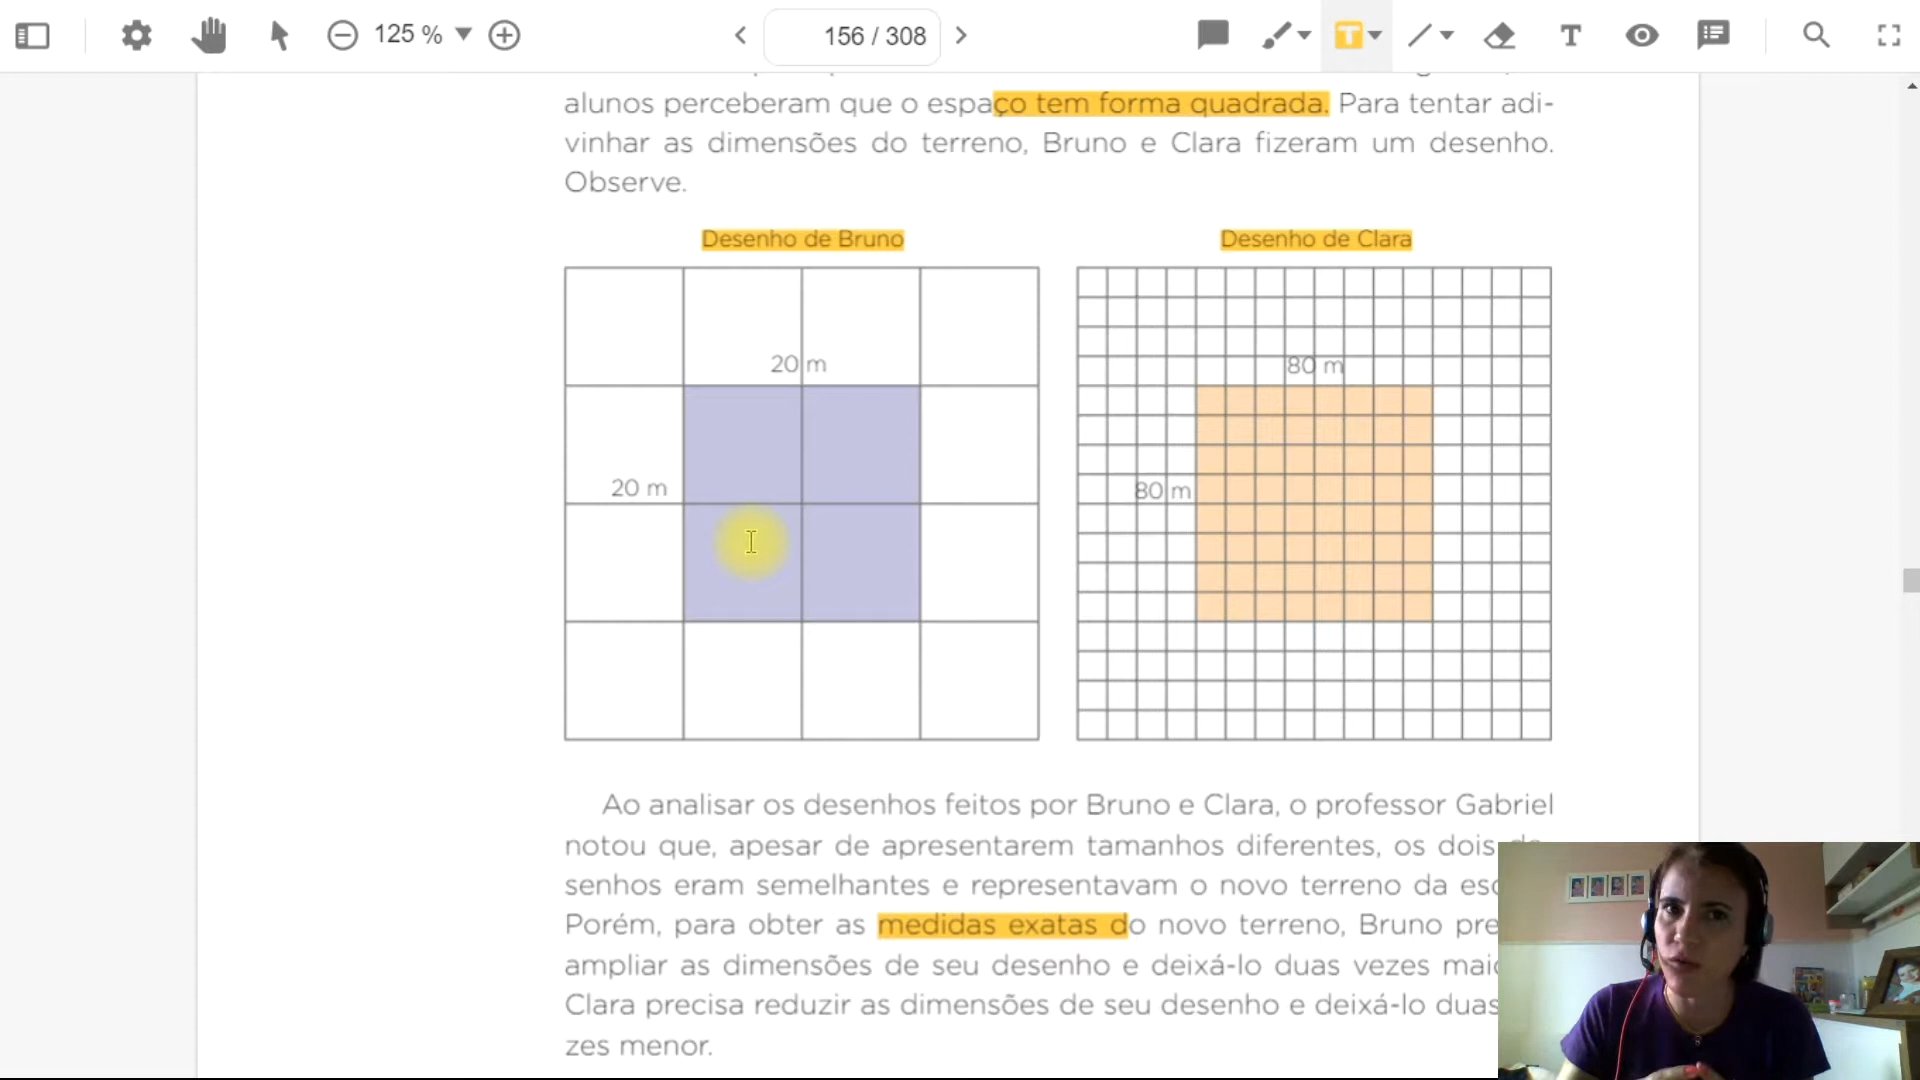 125 %
156 / 308
T
T
alunos perceberam que o espaço tem forma quadrada. Para tentar adi-
vinhar as dimensões do terreno, Bruno e Clara fizeram um desenho.
Observe.
Desenho de Bruno
Desenho de Clara
20 m
80 m
20 m
80 m
Ao analisar os desenhos feitos por Bruno e Clara, o professor Gabriel
notou que, apesar de apresentarem tamanhos diferentes, os dois
senhos eram semelhantes e representavam o novo terreno da
Porém, para obter as medidas exatas do novo terreno, Bruno
ampliar as dimensões de seu desenho e deixá-lo duas vezes
Clara precisa reduzir as dimensões de seu desenho e deixá-lo duas
zes menor.